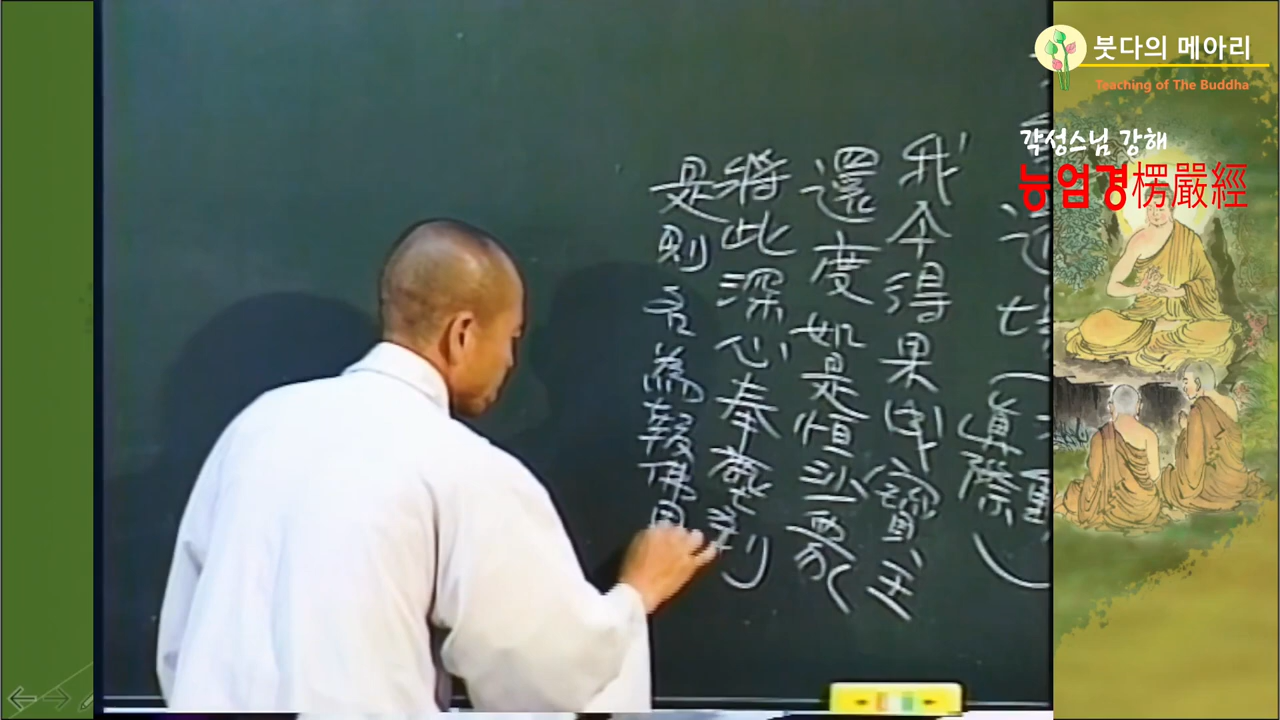 붓다의 메아리
Teaching of The Buddha
각성스님 강해
능엄경楞嚴經
(眞際)
我今得果成寶王
還度如是恒沙衆
將此深心奉塵刹
是則名爲報佛恩